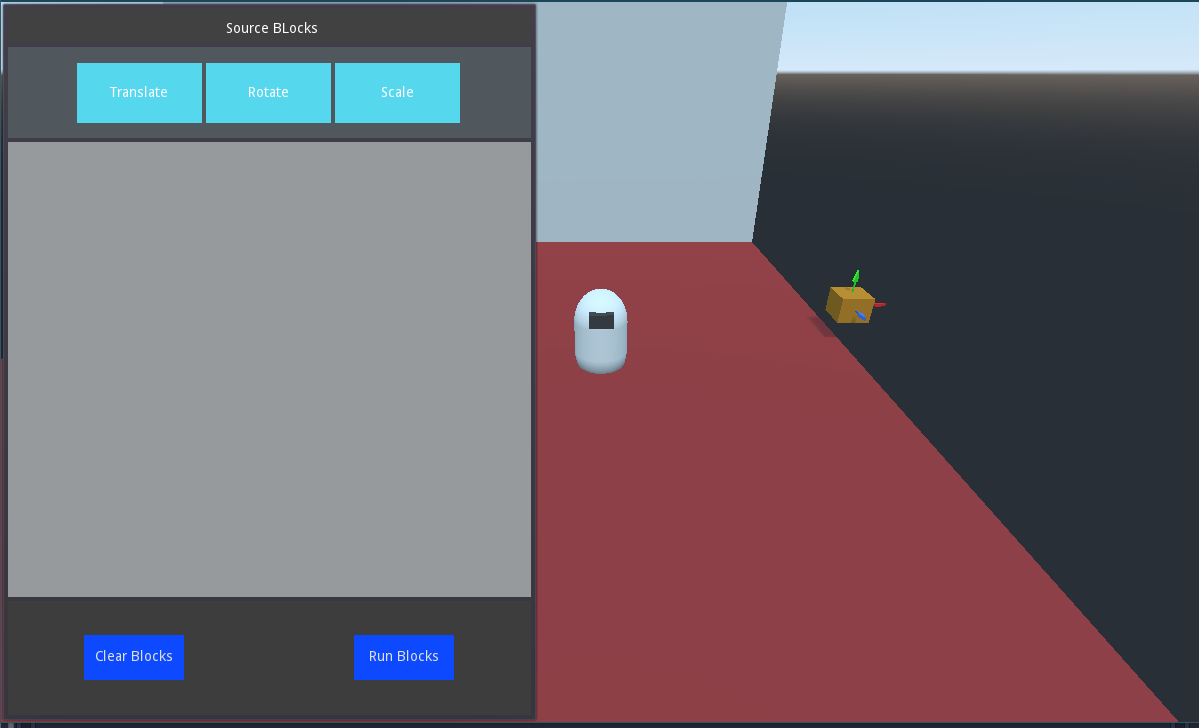 Source BLocks
Translate
Rotate
Scale
Clear Blocks
Run Blocks